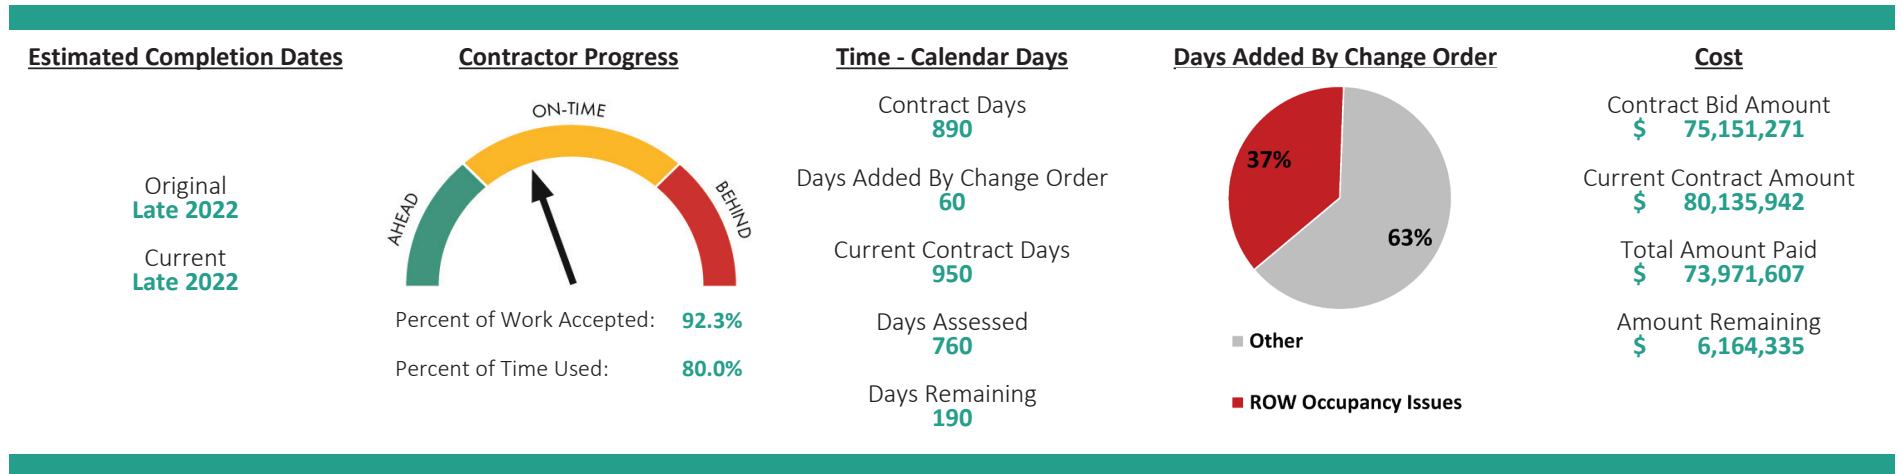 Estimated Completion Dates
Original
Late 2022
Current
Late 2022
Contractor Progress
AHEAD
ON-TIME
BEHIND
Percent of Work Accepted: 92.3%
Percent of Time Used: 80.0%
Time - Calendar Days
Contract Days
890
Days Added By Change Order
60
Current Contract Days
950
Days Assessed
760
Days Remaining
190
Days Added By Change Order
37%
63%
Other
ROW Occupancy Issues
Cost
Contract Bid Amount
$ 75,151,271
Current Contract Amount
$ 80,135,942
Total Amount Paid
$ 73,971,607
Amount Remaining
$ 6,164,335